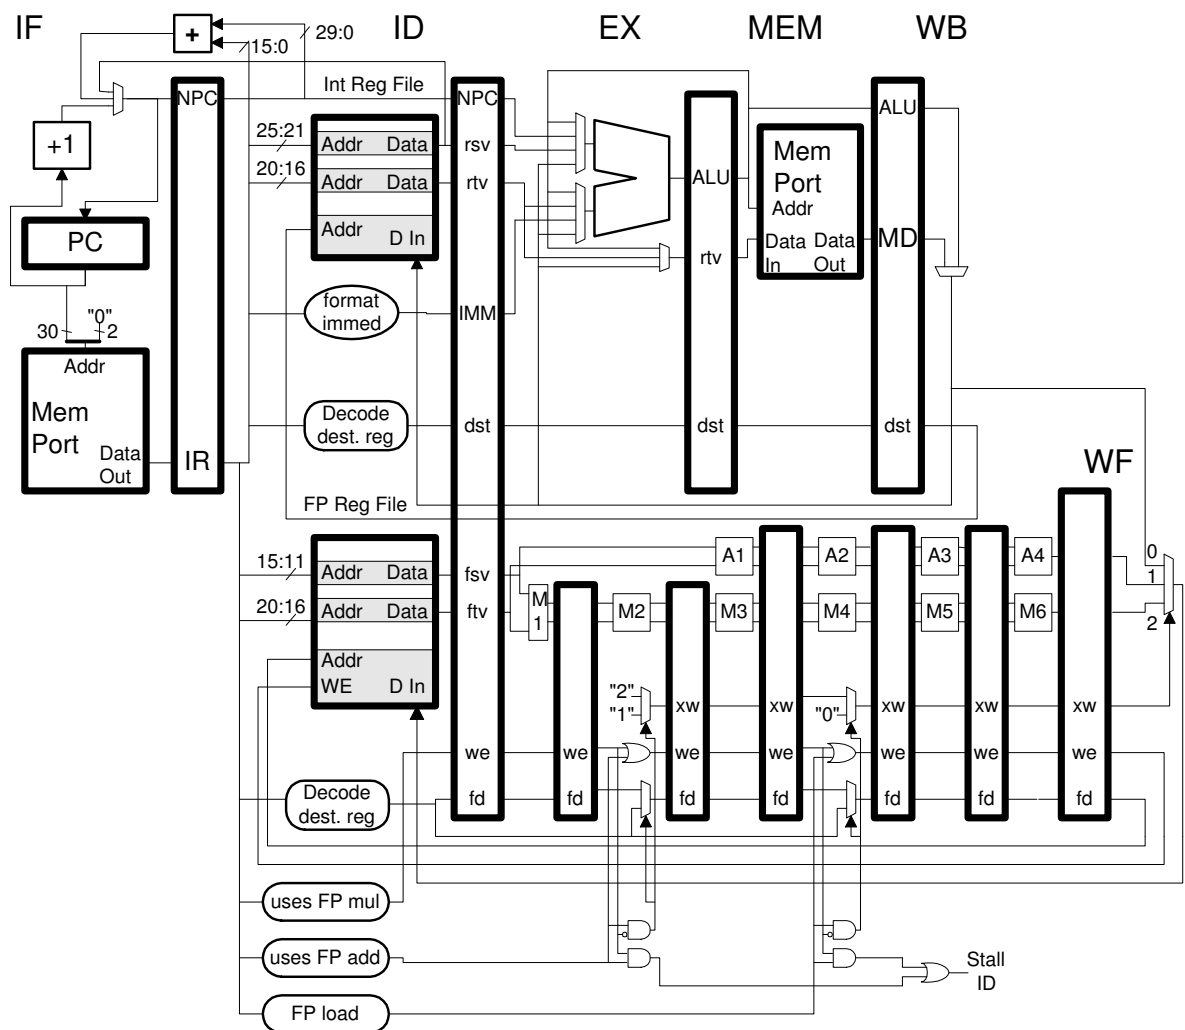 IF
ID
EX
MEM
WB
+
29:0
15:0
Int Reg File
NPC
NPC
ALU
+1
25:21
Addr
Data
rsv
20:16
Addr
Data
rtv
Addr
D In
ALU
Mem
Port
Addr
Data
In
Data
Out
MD
PC
rtv
format
immed
IMM
30
"0"
2
Addr
Mem
Port
Data
Out
IR
Decode
dest. reg
dst
dst
dst
WF
FP Reg File
15:11
Addr
Data
fsv
20:16
Addr
Data
ftv
Addr
WE
D In
A1
A2
A3
A4
M
1
M2
M3
M4
M5
M6
0
1
2
"2"
"1"
xw
xw
"0"
xw
xw
xw
we
we
we
we
we
we
we
Decode
dest. reg
fd
fd
fd
fd
fd
fd
fd
uses FP mul
uses FP add
FP load
Stall
ID